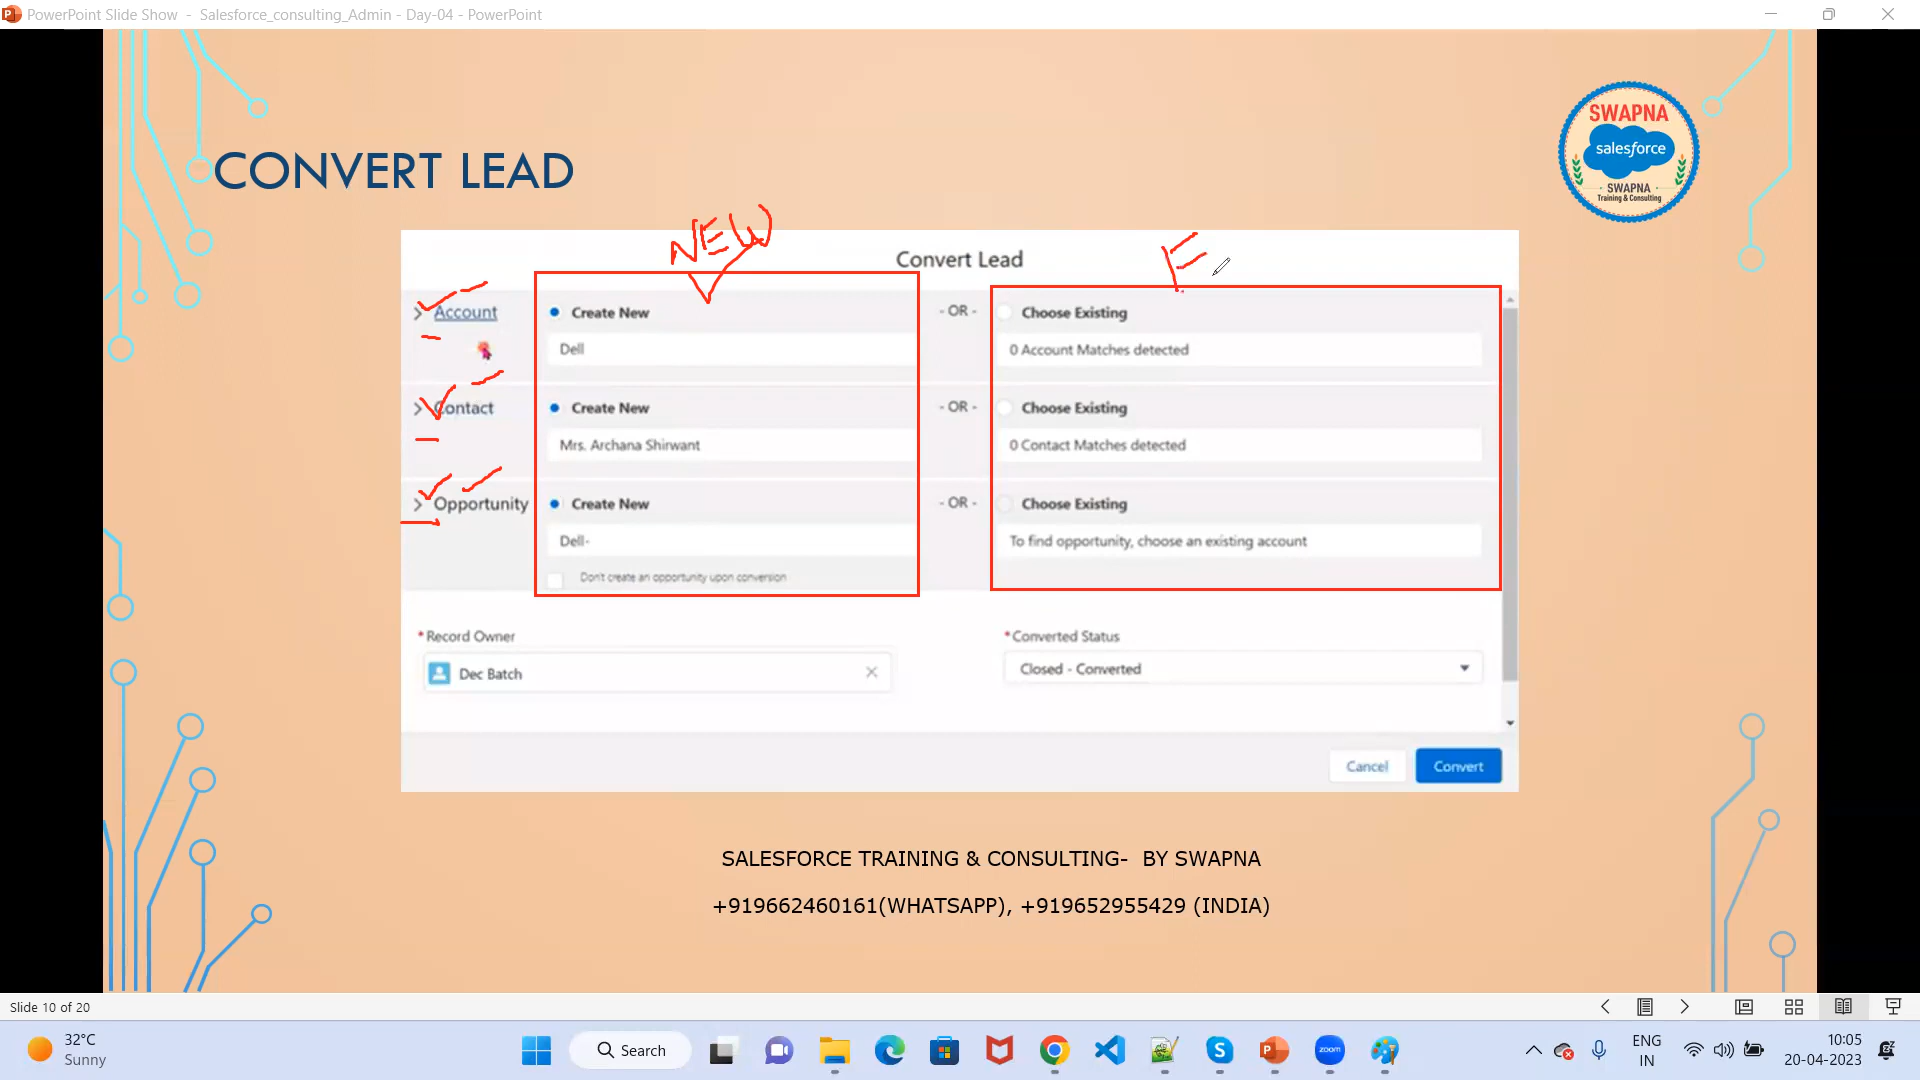 PowerPoint Slide Show - Salesforce_consulting_Admin - Day-04 - PowerPoint
SWAPNA
salesforce
SWAPNA
Training & Consulting
CONVERT LEAD
NEW
E
Convert Lead
Account
Create New
- OR -
Choose Existing
Dell
0 Account Matches detected
Contact
Create New
- OR -
Choose Existing
Mrs. Archana Shirwant
0 Contact Matches detected
Opportunity
Create New
- OR -
Choose Existing
Dell-
To find opportunity, choose an existing account
Don't create an opportunity upon conversion
*Record Owner
*Converted Status
Dec Batch
Closed - Converted
Cancel
Convert
SALESFORCE TRAINING & CONSULTING- BY SWAPNA
+919662460161(WHATSAPP), +919652955429 (INDIA)
Slide 10 of 20
32°C
Sunny
Search
zoom
ENG
IN
10:05
20-04-2023